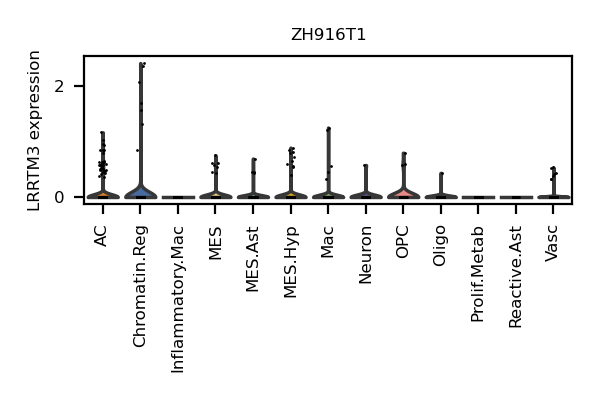 ZH916T1
LRRTM3 expression
2
0
AC
Chromatin.Reg
Inflammatory.Mac
MES
MES.Ast
MES.Hyp
Mac
Neuron
OPC
Oligo
Prolif.Metab
Reactive.Ast
Vasc